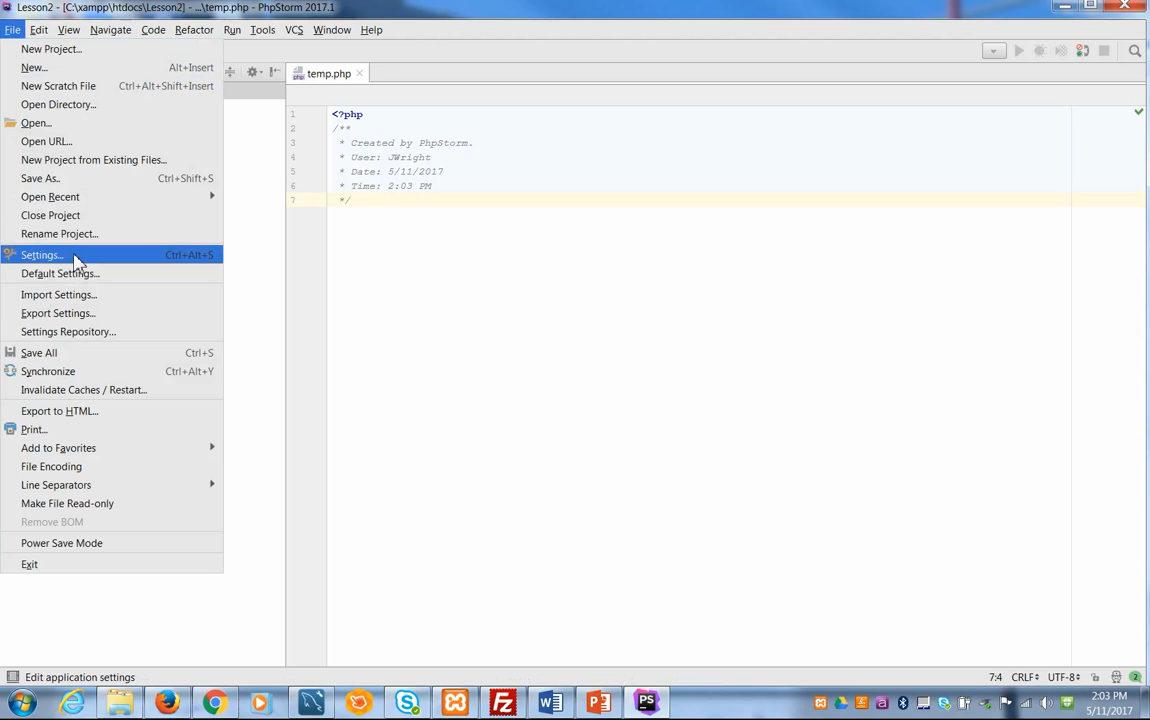 Lesson2 - [C:\xampp\htdocs\Lesson2] - ...\temp.php - PhpStorm 2017.1
File Edit View Navigate Code Refactor Run Tools VCS Window Help
New Project...
New... Alt+Insert
New Scratch File Ctrl+Alt+Shift+Insert
Open Directory...
Open...
Open URL...
New Project from Existing Files...
Save As.. Ctrl+Shift+S
Open Recent
Close Project
Rename Project...
Settings... Ctrl+Alt+S
Default Settings...
Import Settings...
Export Settings...
Settings Repository...
Save All Ctrl+S
Synchronize Ctrl+Alt+Y
Invalidate Caches / Restart...
Export to HTML...
Print...
Add to Favorites
File Encoding
Line Separators
Make File Read-only
Remove BOM
Power Save Mode
Exit
temp.php
1 <?php
2 /**
3 * Created by PhpStorm.
4 * User: JWright
5 * Date: 5/11/2017
6 * Time: 2:03 PM
7 */
Edit application settings 7:4 CRLF÷ UTF-8÷ 2
2:03 PM
5/11/2017